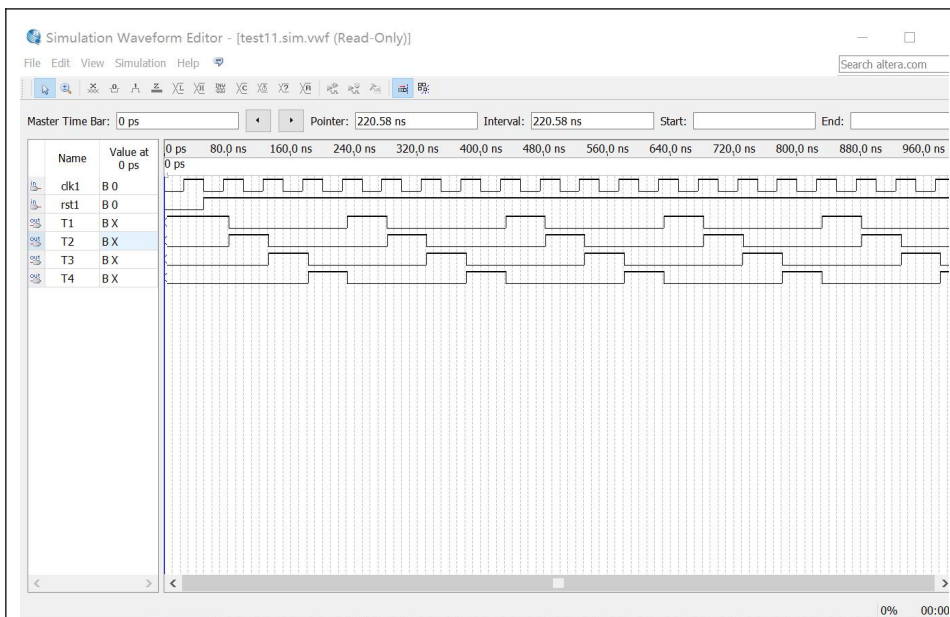 Simulation Waveform Editor - [test11.sim.vwf (Read-Only)]
File Edit View Simulation Help
Search altera.com
Master Time Bar: 0 ps Pointer: 220.58 ns Interval: 220.58 ns Start: End:
Name Value at 0 ps
0 ps 80.0 ns 160.0 ns 240.0 ns 320.0 ns 400.0 ns 480.0 ns 560.0 ns 640.0 ns 720.0 ns 800.0 ns 880.0 ns 960.0 ns
0 ps
clk1 B 0
rst1 B 0
T1 B X
T2 B X
T3 B X
T4 B X
0% 00:00